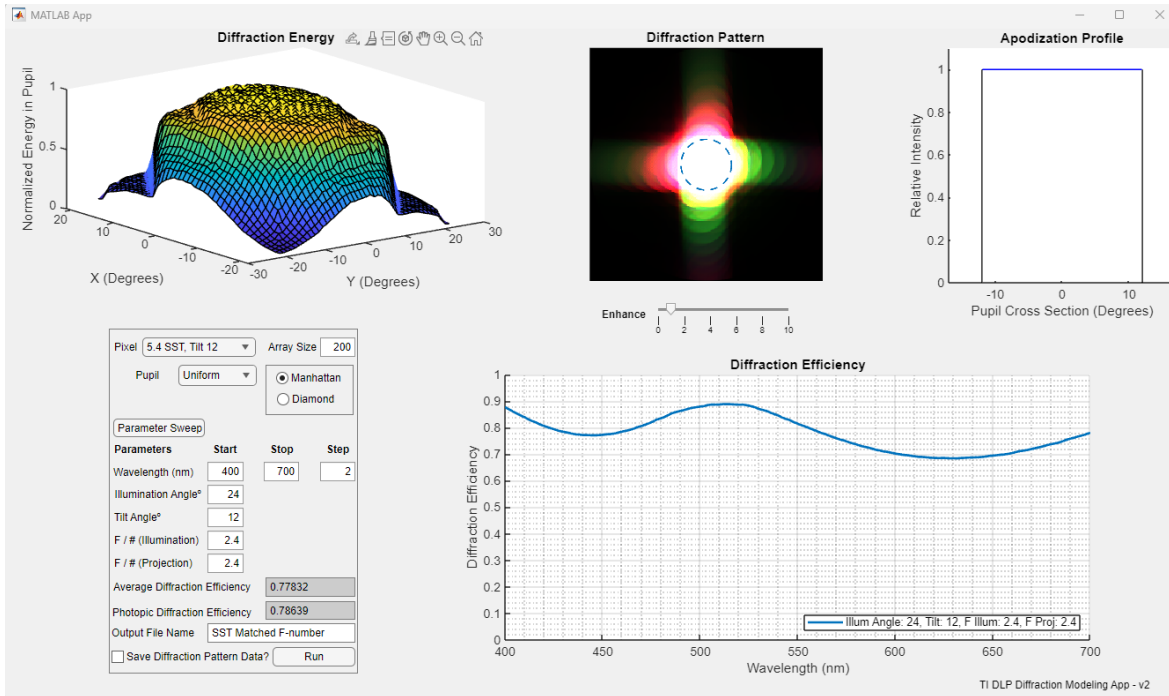 MATLAB App
Diffraction Energy
Normalized Energy in Pupil
1
0.5
0
20
10
0
-10
-20
X (Degrees)
-30
-20
-10
0
10
20
30
Y (Degrees)
Diffraction Pattern
Enhance
0 2 4 6 8 10
Apodization Profile
Relative Intensity
1
0.8
0.6
0.4
0.2
0
-10 0 10
Pupil Cross Section (Degrees)
Pixel 5.4 SST, Tilt 12 Array Size 200
Pupil Uniform
Manhattan
Diamond
Parameter Sweep
Parameters Start Stop Step
Wavelength (nm) 400 700 2
Illumination Angleº 24
Tilt Angleº 12
F / # (Illumination) 2.4
F / # (Projection) 2.4
Average Diffraction Efficiency 0.77832
Photopic Diffraction Efficiency 0.78639
Output File Name SST Matched F-number
Save Diffraction Pattern Data? Run
Diffraction Efficiency
Diffraction Efficiency
1
0.9
0.8
0.7
0.6
0.5
0.4
0.3
0.2
0.1
0
400 450 500 550 600 650 700
Wavelength (nm)
Illum Angle: 24, Tilt: 12, F Illum: 2.4, F Proj: 2.4
TI DLP Diffraction Modeling App - v2